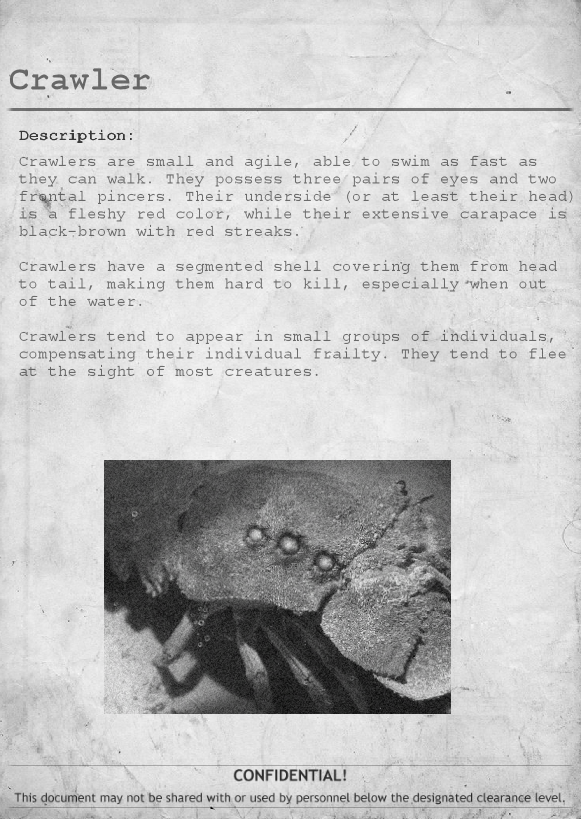 Crawler
Description:
Crawlers are small and agile, able to swim as fast as
they can walk. They possess three pairs of eyes and two
frontal pincers. Their underside (or at least their head)
is a fleshy red color, while their extensive carapace is
black-brown with red streaks.
Crawlers have a segmented shell covering them from head
to tail, making them hard to kill, especially when out
of the water.
Crawlers tend to appear in small groups of individuals,
compensating their individual frailty. They tend to flee
at the sight of most creatures.
CONFIDENTIAL!
This document may not be shared with or used by personnel below the designated clearance level.